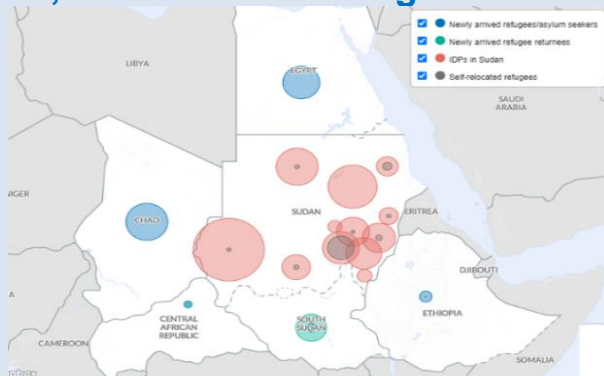 Newly arrived refugees/asylum seekers
Newly arrived refugee returnees
IDPs in Sudan
Self-relocated refugees
LIBYA
EGYPT
SAUDI
ARABIA
NIGER
CHAD
SUDAN
ERITREA
DJIBOUTI
CENTRAL
AFRICAN
REPUBLIC
SOUTH
SUDAN
ETHIOPIA
CAMEROON
SOMALIA